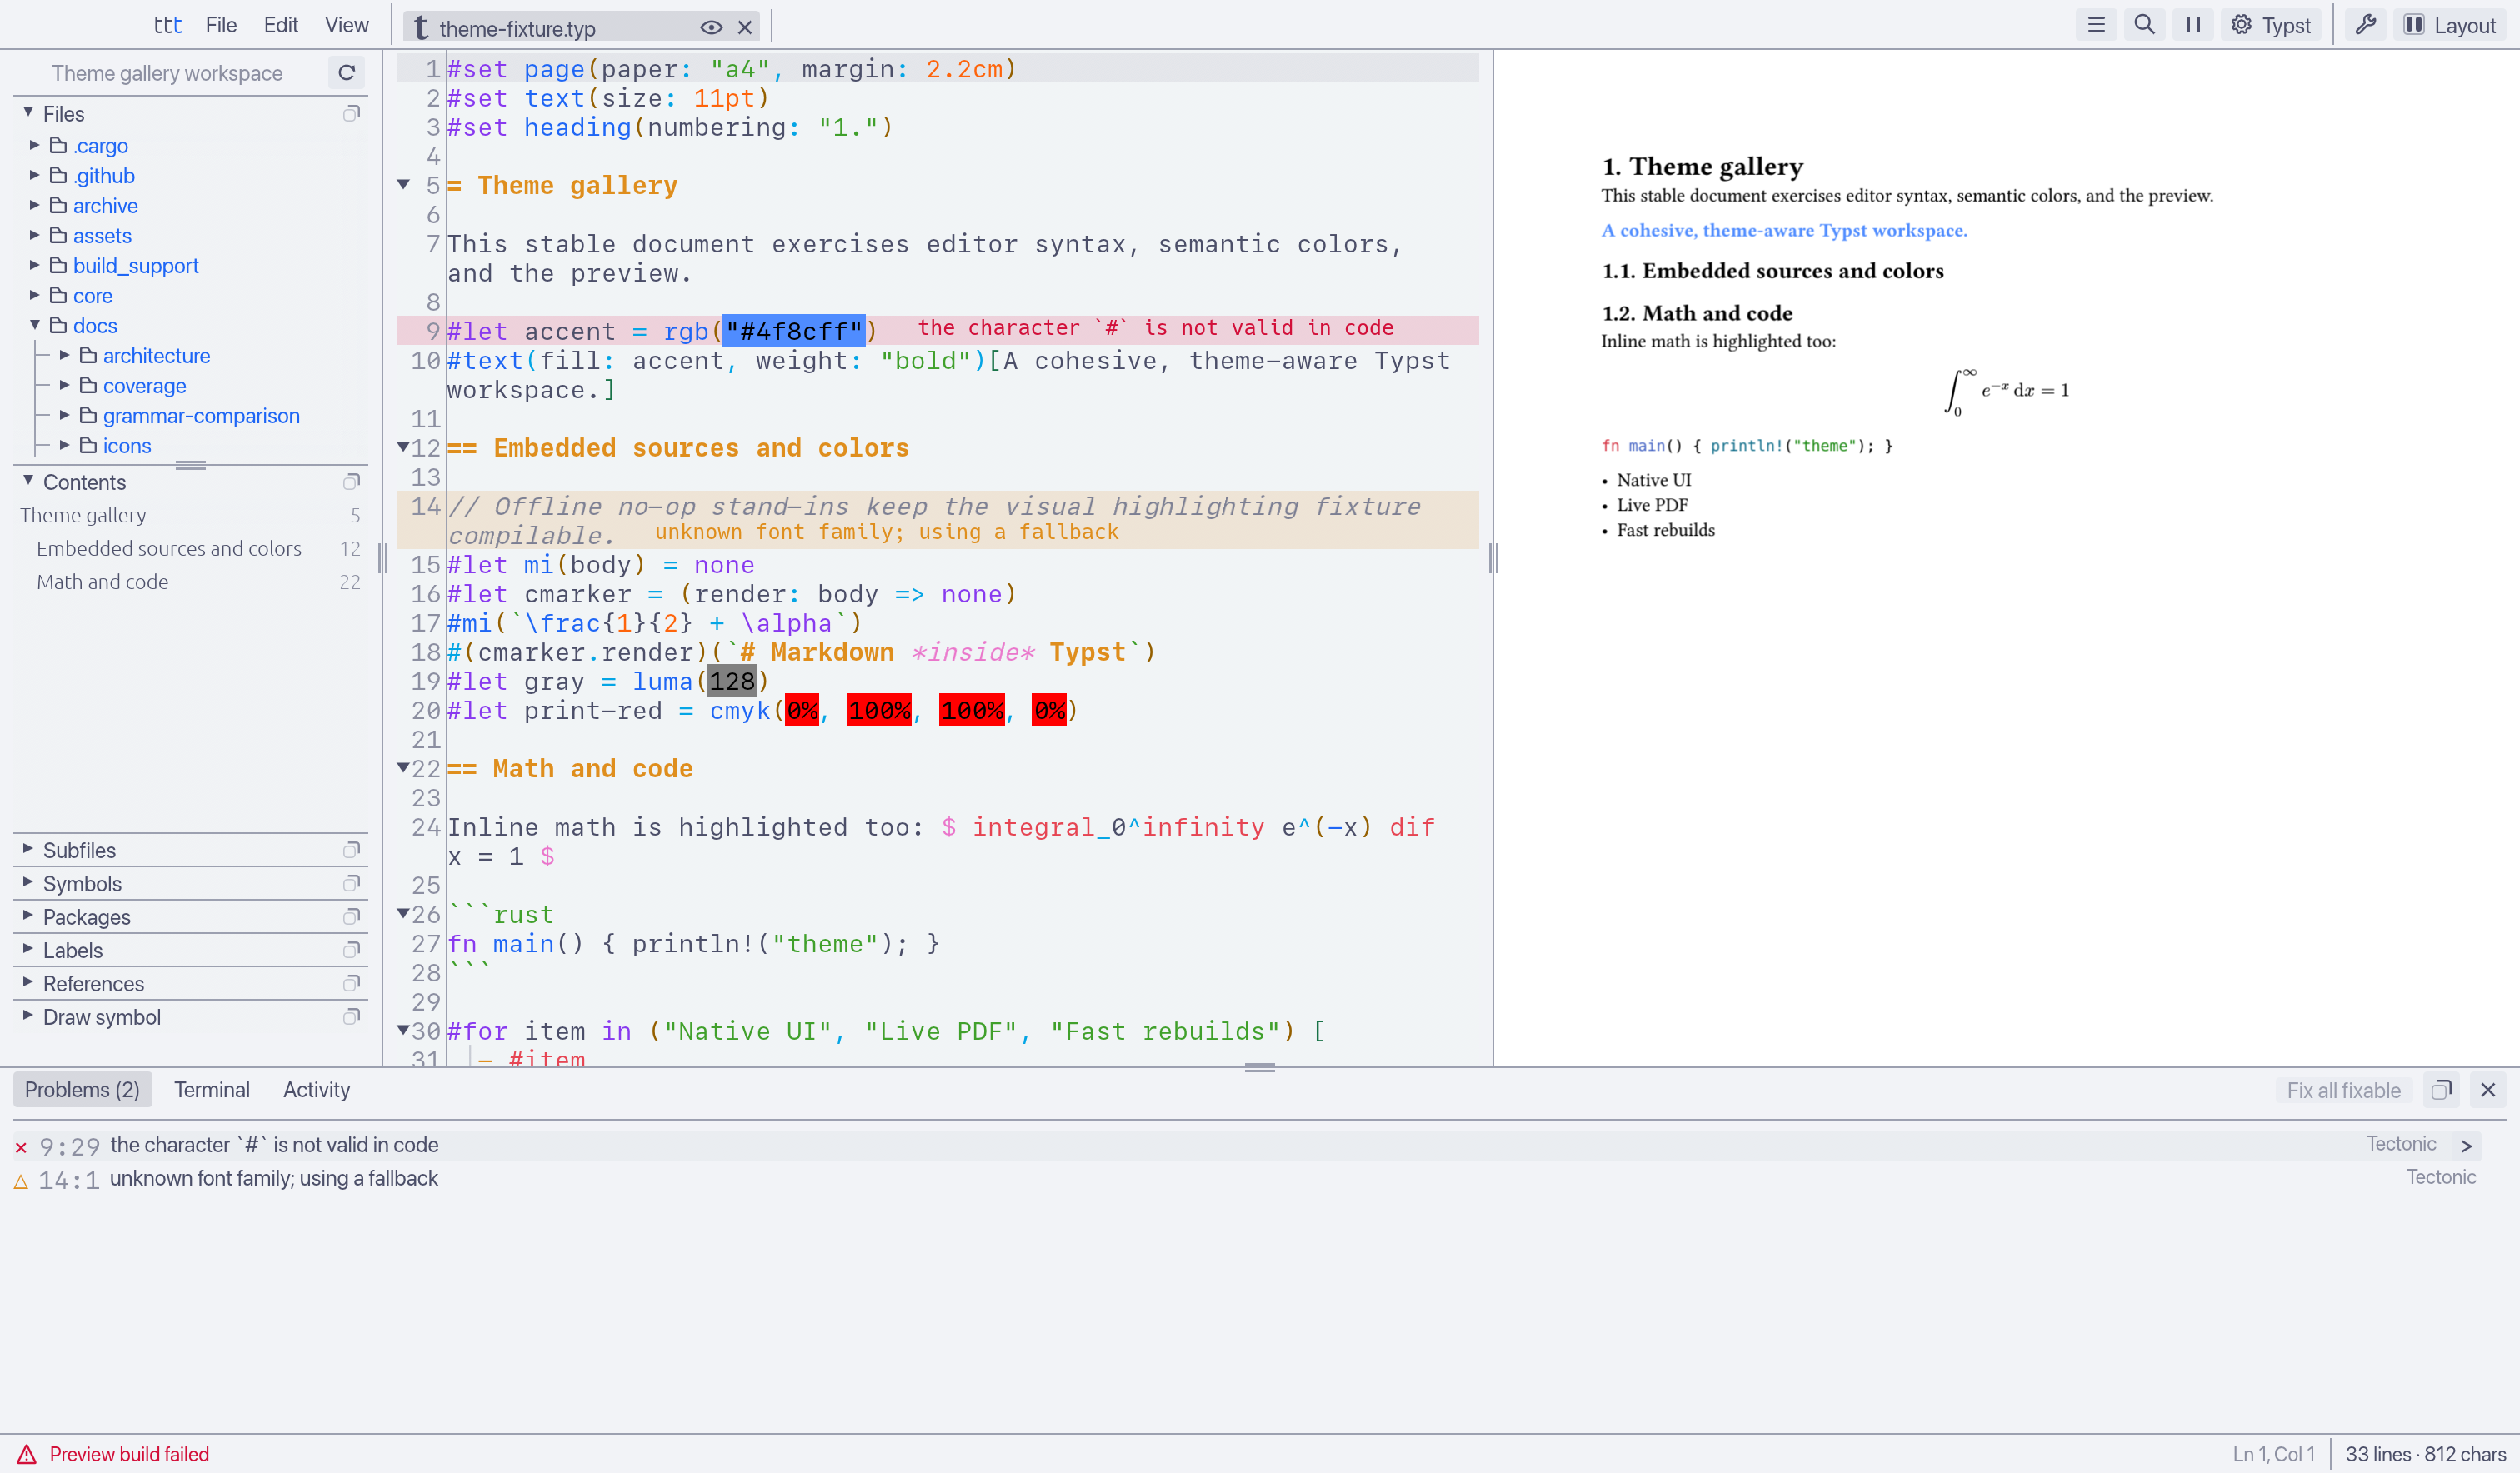 ttt File Edit View
theme-fixture.typ
Typst
Layout
Theme gallery workspace
Files
.cargo
.github
archive
assets
build_support
core
docs
architecture
coverage
grammar-comparison
icons
Contents
Theme gallery 5
Embedded sources and colors 12
Math and code 22
Subfiles
Symbols
Packages
Labels
References
Draw symbol
1 #set page(paper: "a4", margin: 2.2cm)
2 #set text(size: 11pt)
3 #set heading(numbering: "1.")
4
5 = Theme gallery
6
7 This stable document exercises editor syntax, semantic colors,
and the preview.
8
9 #let accent = rgb("#4f8cff") the character `#` is not valid in code
10 #text(fill: accent, weight: "bold")[A cohesive, theme-aware Typst
workspace.]
11
12 == Embedded sources and colors
13
14 // Offline no-op stand-ins keep the visual highlighting fixture
compilable. unknown font family; using a fallback
15 #let mi(body) = none
16 #let cmarker = (render: body => none)
17 #mi(`\frac{1}{2} + \alpha`)
18 #(cmarker.render)(`# Markdown *inside* Typst`)
19 #let gray = luma(128)
20 #let print-red = cmyk(0%, 100%, 100%, 0%)
21
22 == Math and code
23
24 Inline math is highlighted too: $ integral_0^infinity e^(-x) dif
x = 1 $
25
26 ```rust
27 fn main() { println!("theme"); }
28 ```
29
30 #for item in ("Native UI", "Live PDF", "Fast rebuilds") [
31 - #item
1. Theme gallery
This stable document exercises editor syntax, semantic colors, and the preview.
A cohesive, theme-aware Typst workspace.
1.1. Embedded sources and colors
1.2. Math and code
Inline math is highlighted too:
∫₀^∞ e^{−x} dx = 1
fn main() { println!("theme"); }
• Native UI
• Live PDF
• Fast rebuilds
Problems (2) Terminal Activity
Fix all fixable
9:29 the character `#` is not valid in code Tectonic >
14:1 unknown font family; using a fallback Tectonic
Preview build failed
Ln 1, Col 1
33 lines · 812 chars